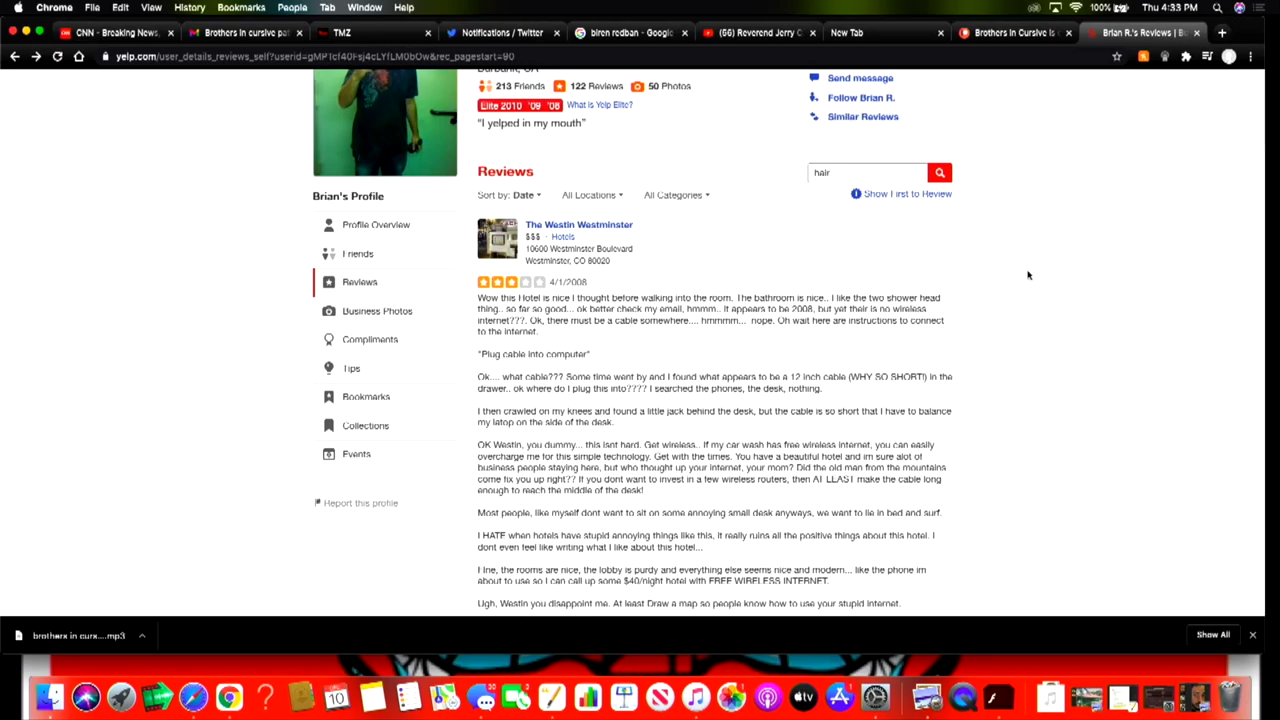 Chrome File Edit View History Bookmarks People Tab Window Help
100% Thu 4:33 PM
CNN - Breaking News,
Brothers in cursive pat
TMZ
Notifications / Twitter
biren redban - Google
(GG) Reverend Jerry C
New Tab
Brothers in Cursive is c
Brian R.'s Reviews | Bu
yelp.com/user_details_reviews_self?userid=
&rec_pagestart=90
213 Friends 122 Reviews 50 Photos
Elite 2010 '09 '08 What is Yelp Elite?
"I yelped in my mouth"
Send message
Follow Brian R.
Similar Reviews
Reviews
hair
Sort by: Date All Locations All Categories
Show First to Review
Brian's Profile
Profile Overview
Friends
Reviews
Business Photos
Compliments
Tips
Bookmarks
Collections
Events
Report this profile
The Westin Westminster
$$$ · Hotels
10600 Westminster Boulevard
Westminster, CO 80020
4/1/2008
Wow this Hotel is nice I thought before walking into the room. The bathroom is nice.. I like the two shower head
thing.. so far so good... ok better check my email, hmmm.. It appears to be 2008, but yet their is no wireless
internet???. Ok, there must be a cable somewhere.... hmmmm... nope. Oh wait here are instructions to connect
to the internet.
"Plug cable into computer"
Ok.... what cable??? Some time went by and I found what appears to be a 12 inch cable (WHY SO SHORT!) in the
drawer.. ok where do I plug this into???? I searched the phones, the desk, nothing.
I then crawled on my knees and found a little jack behind the desk, but the cable is so short that I have to balance
my latop on the side of the desk.
OK Westin, you dummy... this isnt hard. Get wireless.. If my car wash has free wireless internet, you can easily
overcharge me for this simple technology. Get with the times. You have a beautiful hotel and im sure alot of
business people staying here, but who thought up your internet, your mom? Did the old man from the mountains
come fix you up right?? If you dont want to invest in a few wireless routers, then AT LEAST make the cable long
enough to reach the middle of the desk!
Most people, like myself dont want to sit on some annoying small desk anyways, we want to lie in bed and surf.
I HATE when hotels have stupid annoying things like this, it really ruins all the positive things about this hotel. I
dont even feel like writing what I like about this hotel...
Fine, the rooms are nice, the lobby is purdy and everything else seems nice and modern... like the phone im
about to use so I can call up some $40/night hotel with FREE WIRELESS INTERNET.
Ugh, Westin you disappoint me. At least Draw a map so people know how to use your stupid internet.
brothers in curs....mp3
Show All